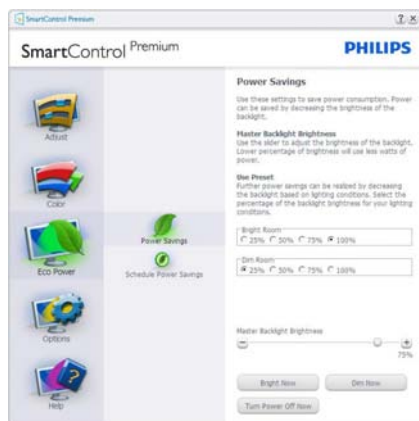 SmartControl Premium
SmartControl Premium
PHILIPS
Adjust
Color
Eco Power
Options
Help
Power Savings
Schedule Power Savings
Power Savings
Use these settings to save power consumption. Power
can be saved by decreasing the brightness of the
backlight.
Master Backlight Brightness
Use the slider to adjust the brightness of the backlight.
Lower percentage of brightness will use less watts of
power.
Use Preset
Further power savings can be realized by decreasing
the backlight based on lighting conditions. Select the
percentage of the backlight brightness for your lighting
conditions.
Bright Room
25% 50% 75% 100%
Dim Room
25% 50% 75% 100%
Master Backlight Brightness
75%
Bright Now Dim Now
Turn Power Off Now